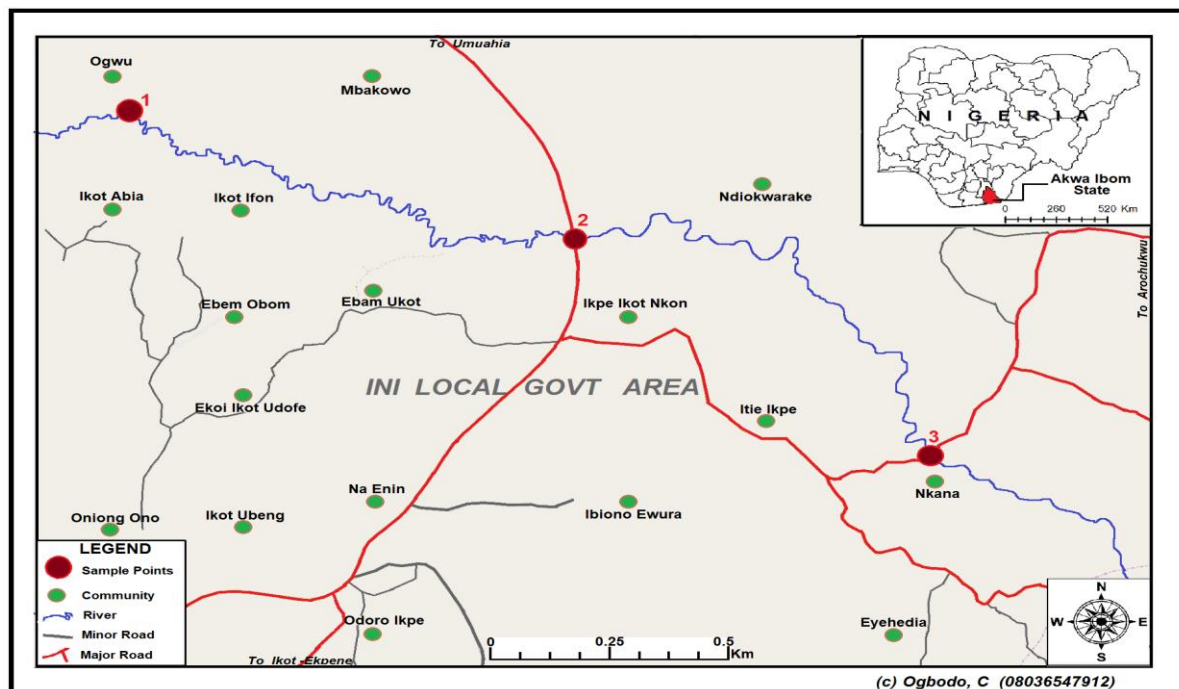 To Umuahia
Ogwu
1
Mbakowo
N I G E R I A
Akwa Ibom
State
0 260 520 Km
Ikot Abia
Ikot Ifon
Ndiokwarake
2
To Arochukwu
Ebem Obom
Ebam Ukot
Ikpe Ikot Nkon
INI LOCAL GOVT AREA
Ekoi Ikot Udofe
Itie Ikpe
3
Nkana
Na Enin
Ibiono Ewura
Oniong Ono
Ikot Ubeng
LEGEND
Sample Points
Community
River
Minor Road
Major Road
Odoro Ikpe
To Ikot Ekpene
0 0.25 0.5
Km
Eyehedia
N
W E
S
(c) Ogbodo, C (08036547912)